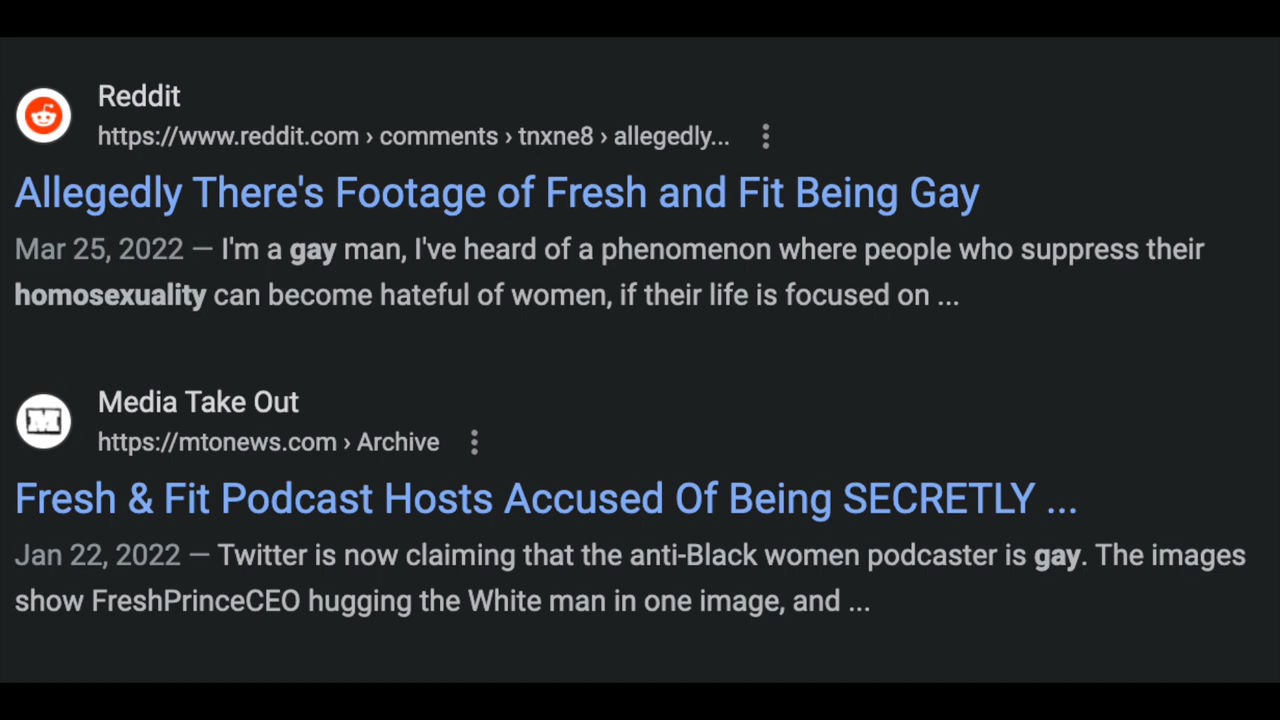 Reddit
https://www.reddit.com › comments › tnxne8 › allegedly...
Allegedly There's Footage of Fresh and Fit Being Gay
Mar 25, 2022 — I'm a gay man, I've heard of a phenomenon where people who suppress their
homosexuality can become hateful of women, if their life is focused on ...
M
Media Take Out
https://mtonews.com › Archive
Fresh & Fit Podcast Hosts Accused Of Being SECRETLY ...
Jan 22, 2022 — Twitter is now claiming that the anti-Black women podcaster is gay. The images
show FreshPrinceCEO hugging the White man in one image, and ...